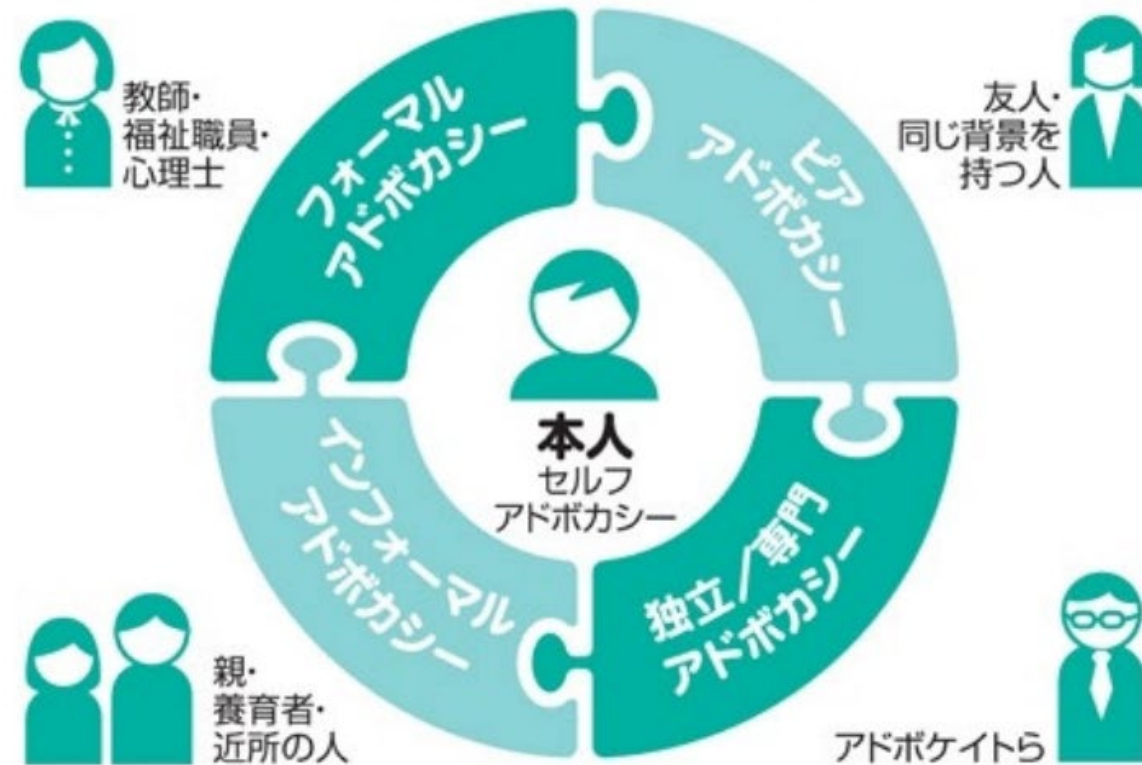 教師・
福祉職員・
心理士
フォーマル
アドボカシー
ピア
アドボカシー
友人・
同じ背景を
持つ人
本人
セルフ
アドボカシー
インフォーマル
アドボカシー
独立／専門
アドボカシー
親・
養育者・
近所の人
アドボケイトら